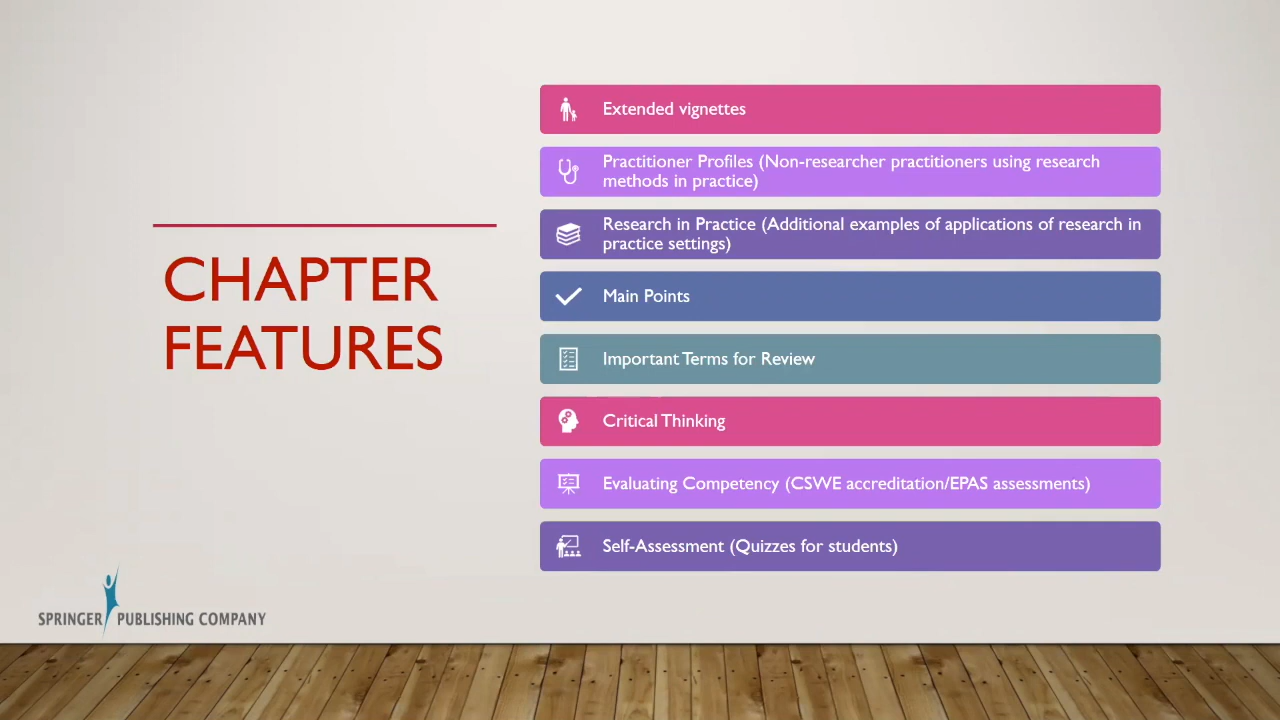 CHAPTER
FEATURES
Extended vignettes
Practitioner Profiles (Non-researcher practitioners using research
methods in practice)
Research in Practice (Additional examples of applications of research in
practice settings)
Main Points
Important Terms for Review
Critical Thinking
Evaluating Competency (CSWE accreditation/EPAS assessments)
Self-Assessment (Quizzes for students)
SPRINGER PUBLISHING COMPANY